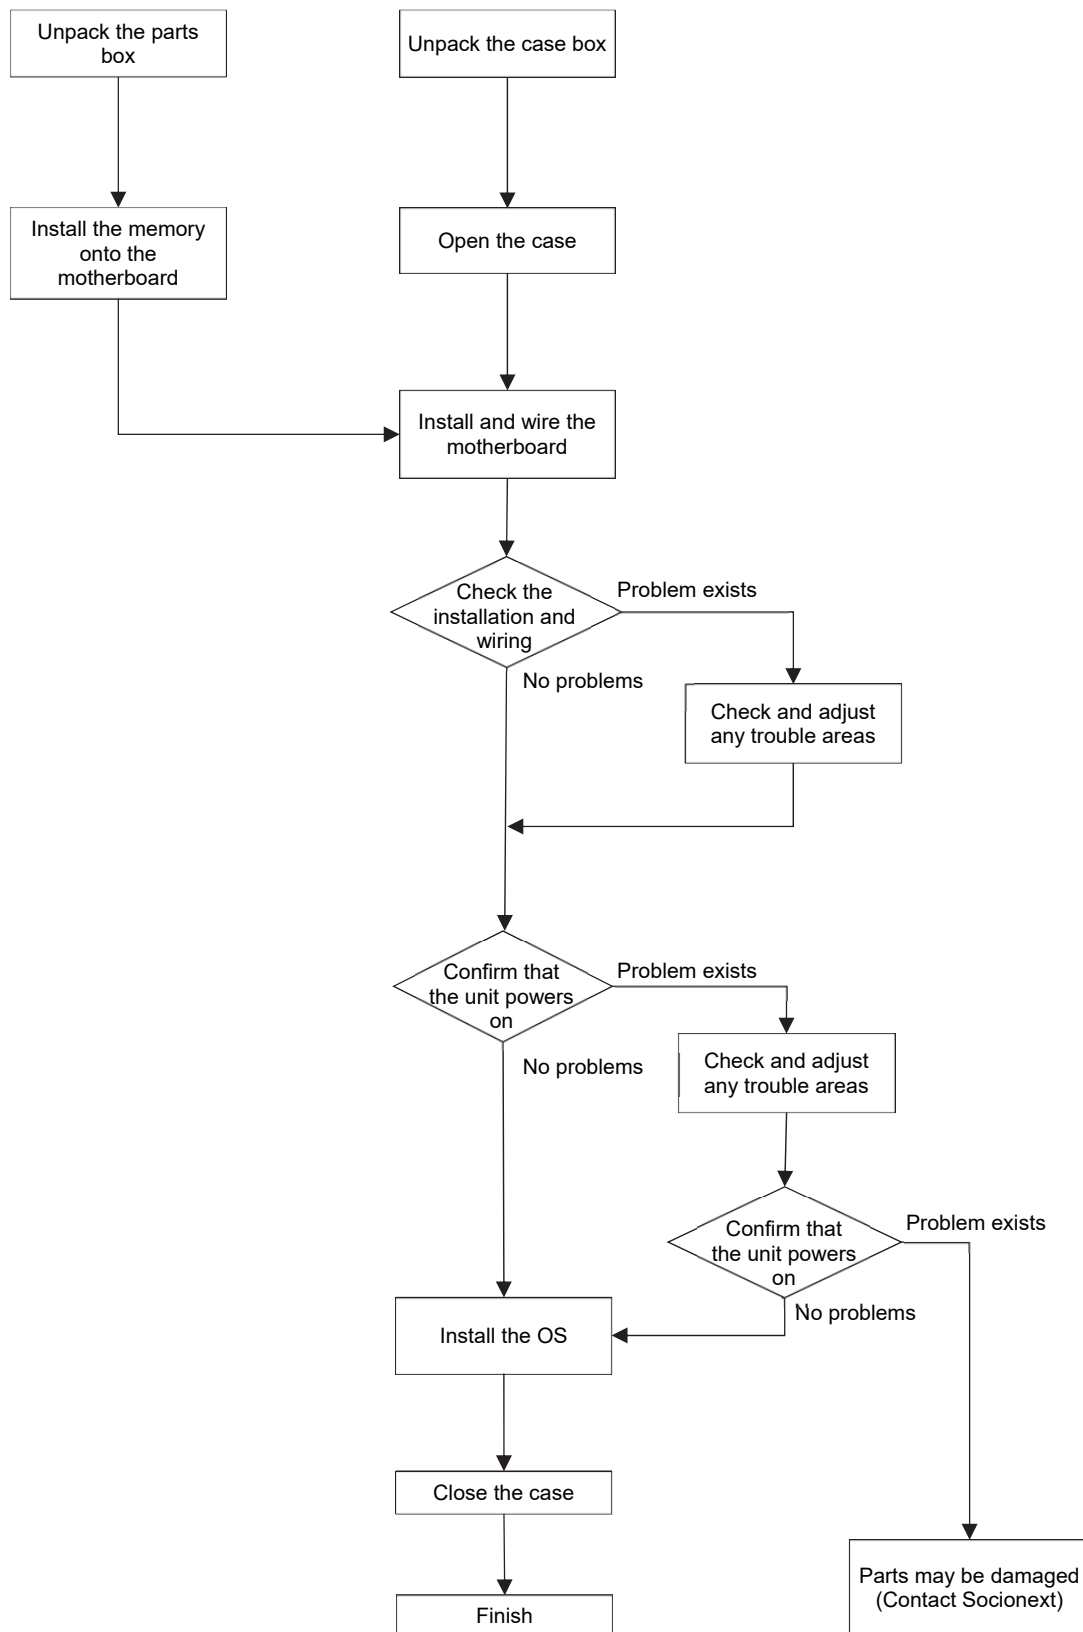 Unpack the parts
box
Unpack the case box
Install the memory
onto the
motherboard
Open the case
Install and wire the
motherboard
Check the
installation and
wiring
Problem exists
No problems
Check and adjust
any trouble areas
Confirm that
the unit powers
on
Problem exists
No problems
Check and adjust
any trouble areas
Confirm that
the unit powers
on
Problem exists
No problems
Install the OS
Close the case
Parts may be damaged
(Contact Socionext)
Finish